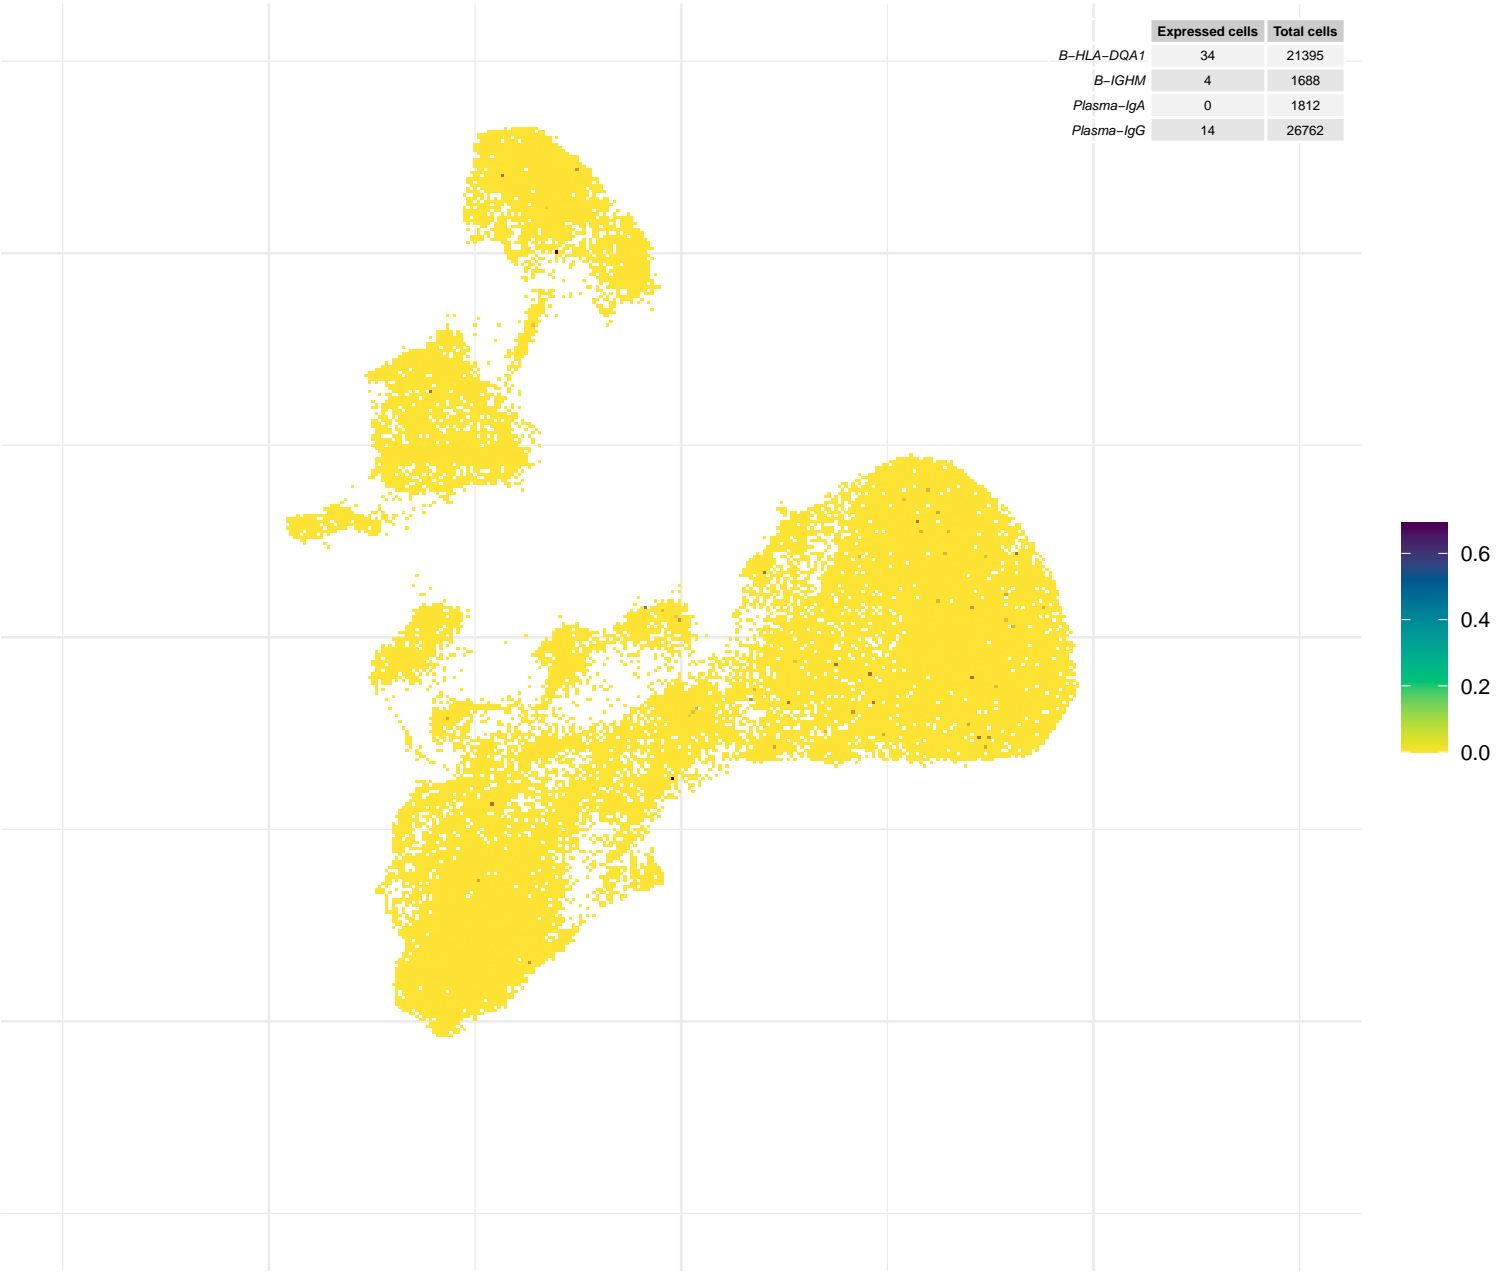 Expressed cells Total cells
B−HLA−DQA1 34 21395
B−IGHM 4 1688
Plasma−IgA 0 1812
Plasma−IgG 14 26762
0.6
0.4
0.2
0.0